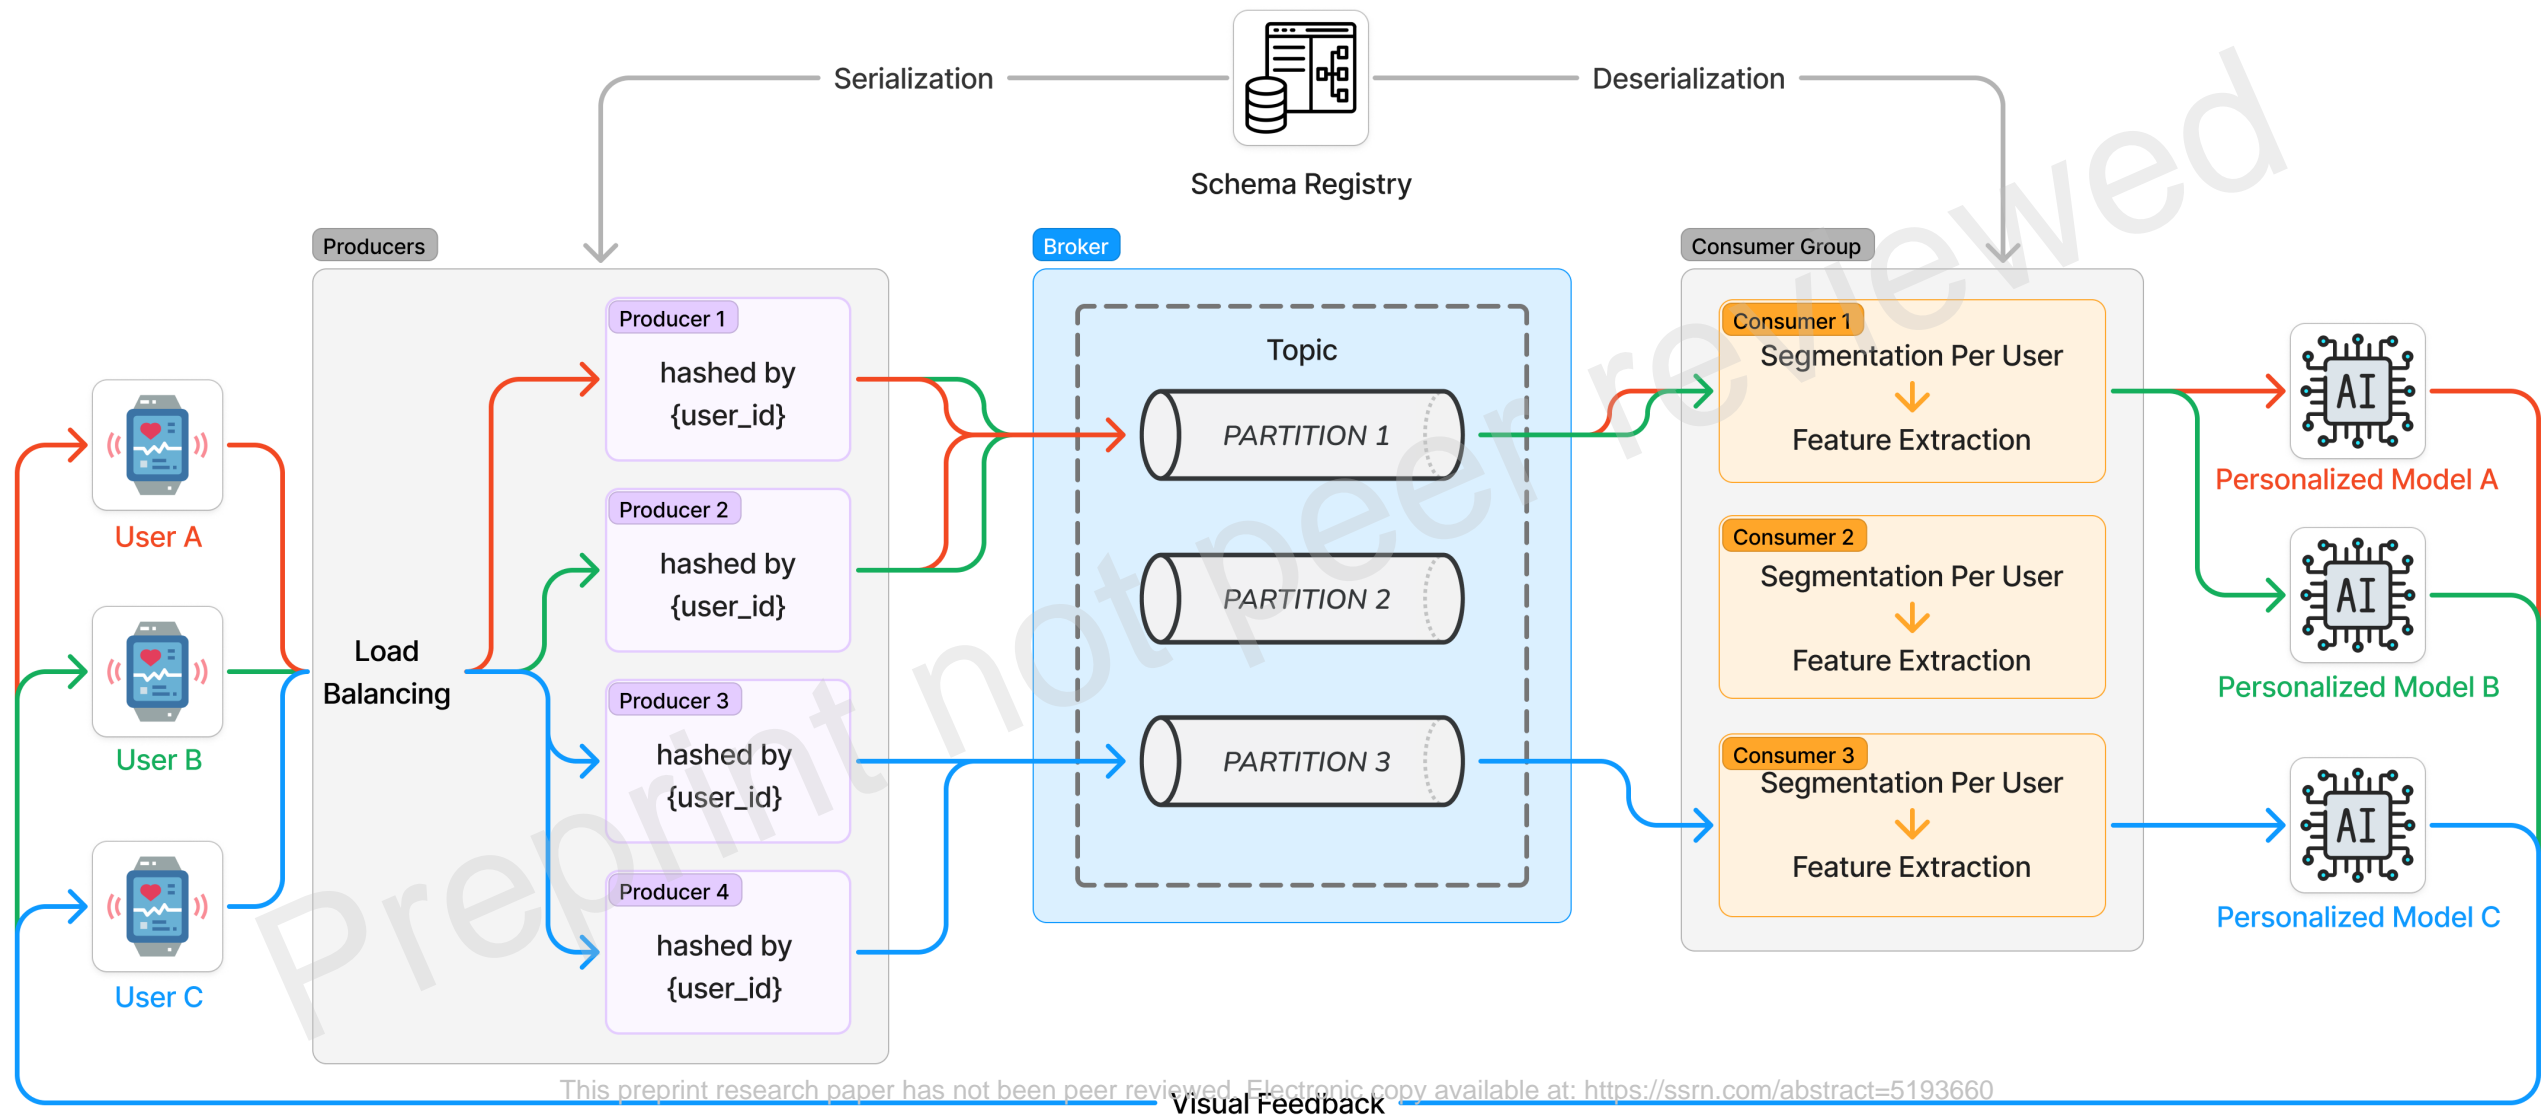 Serialization
Deserialization
Schema Registry
Producers
Broker
Consumer Group
User A
User B
User C
Load
Balancing
Producer 1
hashed by
{user_id}
Producer 2
hashed by
{user_id}
Producer 3
hashed by
{user_id}
Producer 4
hashed by
{user_id}
Topic
PARTITION 1
PARTITION 2
PARTITION 3
Consumer 1
Segmentation Per User
Feature Extraction
Consumer 2
Segmentation Per User
Feature Extraction
Consumer 3
Segmentation Per User
Feature Extraction
AI
Personalized Model A
AI
Personalized Model B
AI
Personalized Model C
Preprint not peer reviewed
This preprint research paper has not been peer reviewed. Electronic copy available at: https://ssrn.com/abstract=5193660
Visual Feedback